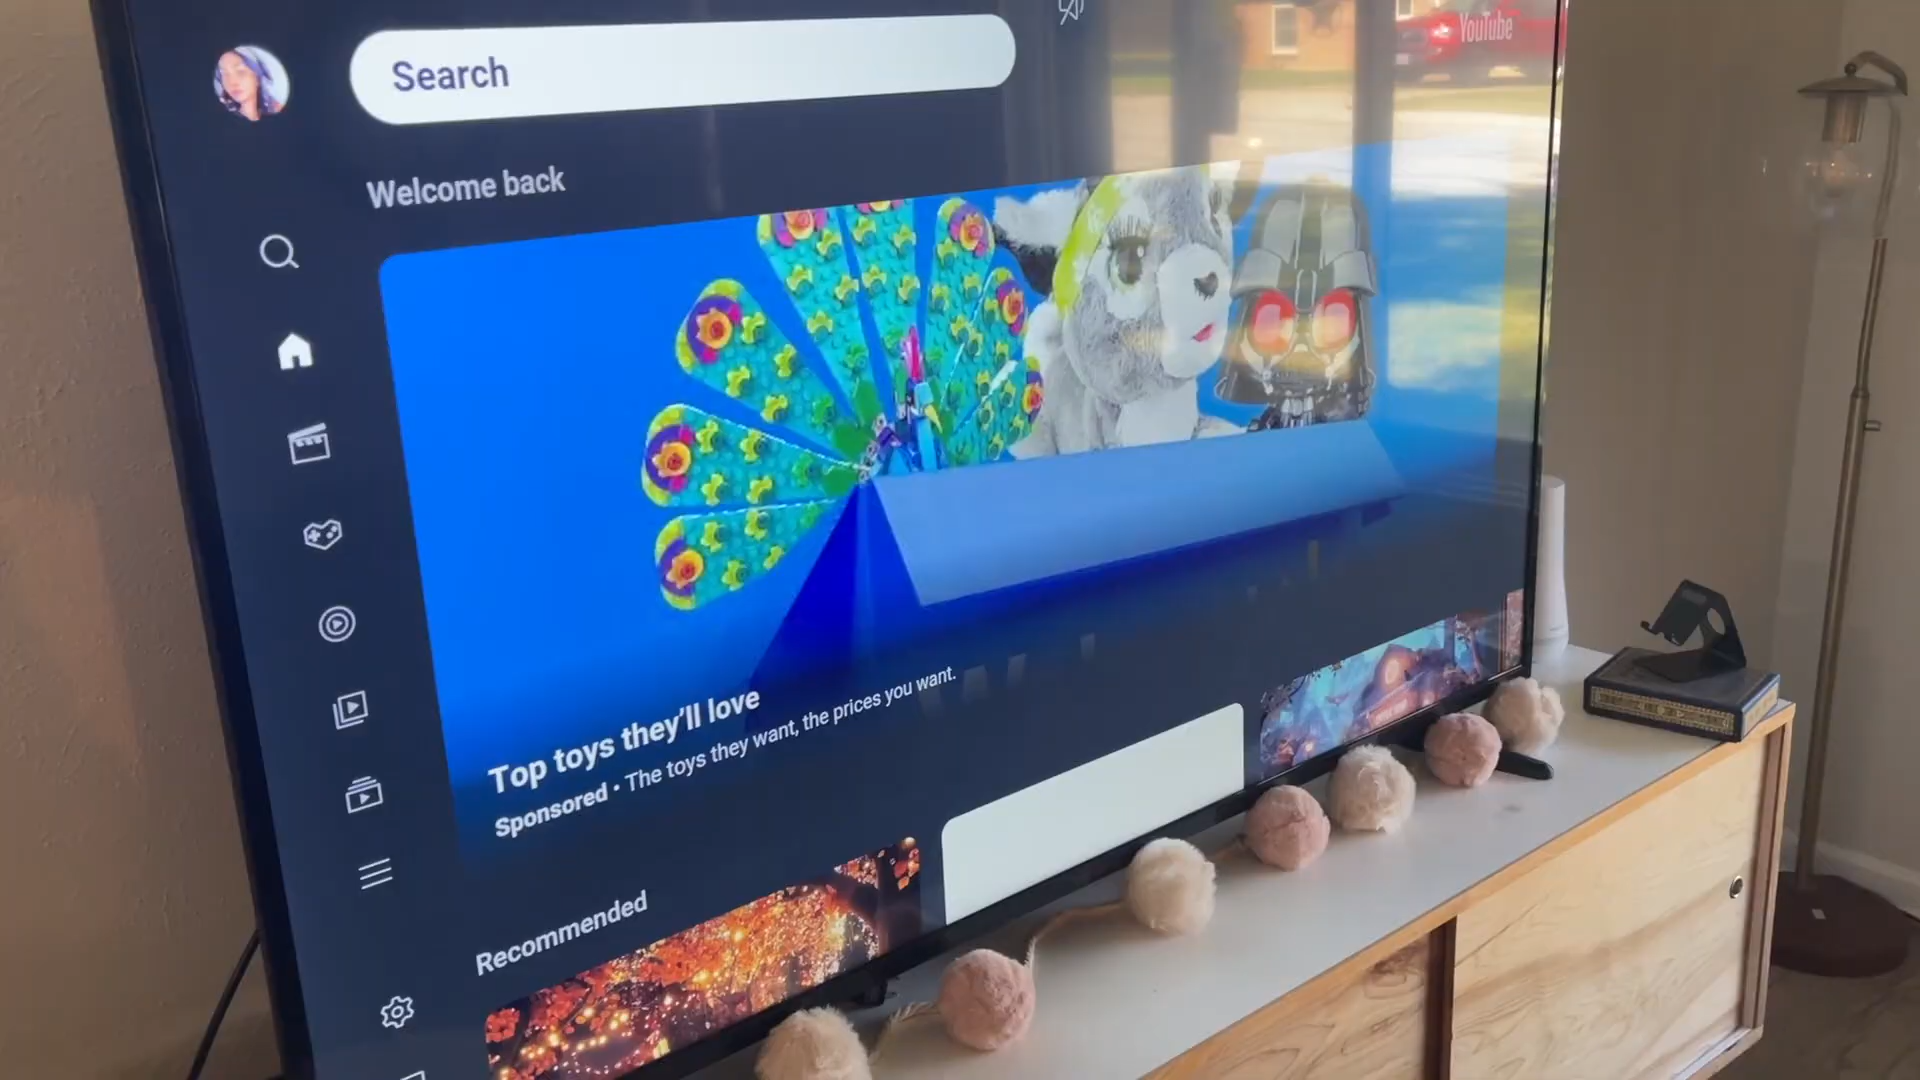 YouTube
Search
Welcome back
Top toys they'll love
Sponsored • The toys they want, the prices you want.
Recommended